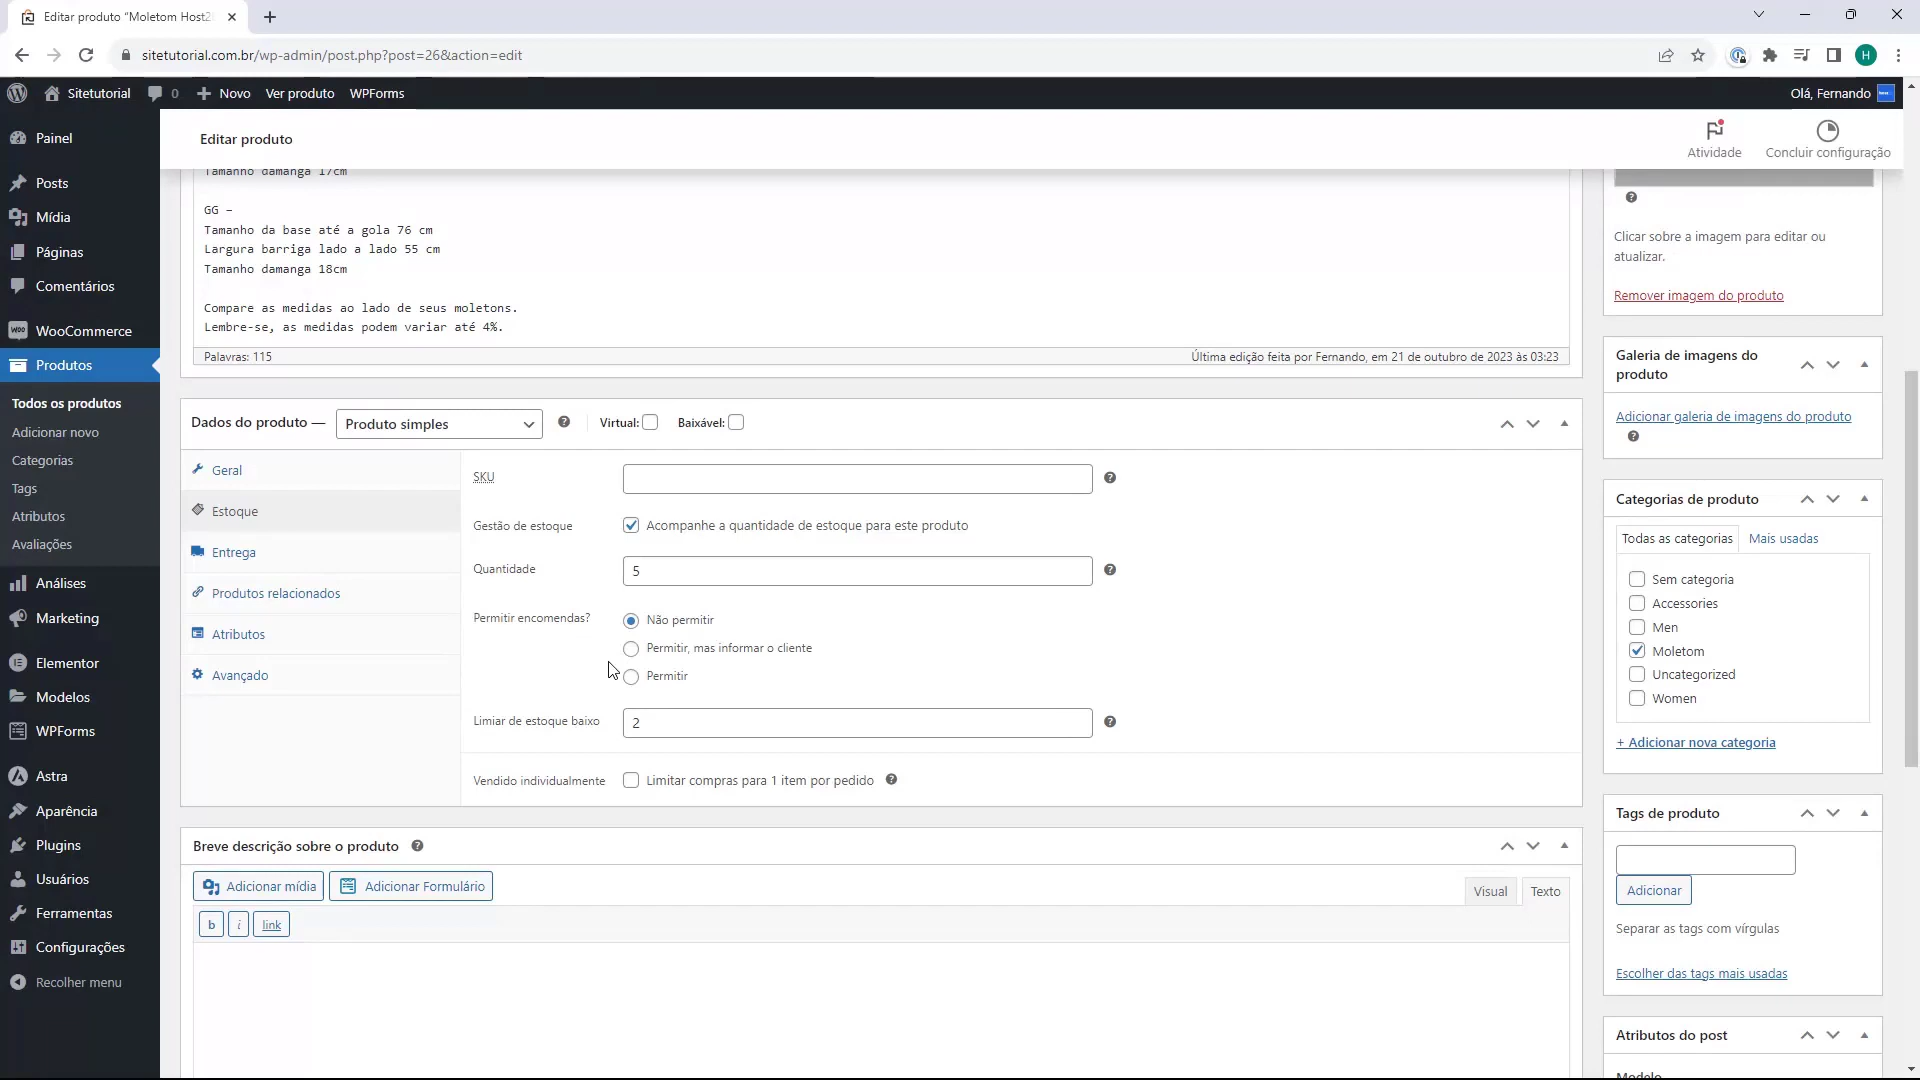 Editar produto "Moletom Host2
sitetutorial.com.br/wp-admin/post.php?post=26&action=edit
H
Sitetutorial
0
Novo
Ver produto
WPForms
Olá, Fernando
Painel
Posts
Mídia
Páginas
Comentários
WooCommerce
Produtos
Todos os produtos
Adicionar novo
Categorias
Tags
Atributos
Avaliações
Análises
Marketing
Elementor
Modelos
WPForms
Astra
Aparência
Plugins
Usuários
Ferramentas
Configurações
Recolher menu
Editar produto
Atividade
Concluir configuração
Tamanho damanga 17cm
GG –
Tamanho da base até a gola 76 cm
Largura barriga lado a lado 55 cm
Tamanho damanga 18cm
Compare as medidas ao lado de seus moletons.
Lembre-se, as medidas podem variar até 4%.
Palavras: 115
Última edição feita por Fernando, em 21 de outubro de 2023 às 03:23
Dados do produto —
Produto simples
Virtual:
Baixável:
Geral
Estoque
Entrega
Produtos relacionados
Atributos
Avançado
SKU
Gestão de estoque
Acompanhe a quantidade de estoque para este produto
Quantidade
5
Permitir encomendas?
Não permitir
Permitir, mas informar o cliente
Permitir
Limiar de estoque baixo
2
Vendido individualmente
Limitar compras para 1 item por pedido
Breve descrição sobre o produto
Adicionar mídia
Adicionar Formulário
Visual
Texto
b
i
link
Clicar sobre a imagem para editar ou
atualizar.
Remover imagem do produto
Galeria de imagens do
produto
Adicionar galeria de imagens do produto
Categorias de produto
Todas as categorias
Mais usadas
Sem categoria
Accessories
Men
Moletom
Uncategorized
Women
+ Adicionar nova categoria
Tags de produto
Adicionar
Separar as tags com vírgulas
Escolher das tags mais usadas
Atributos do post
Modelo